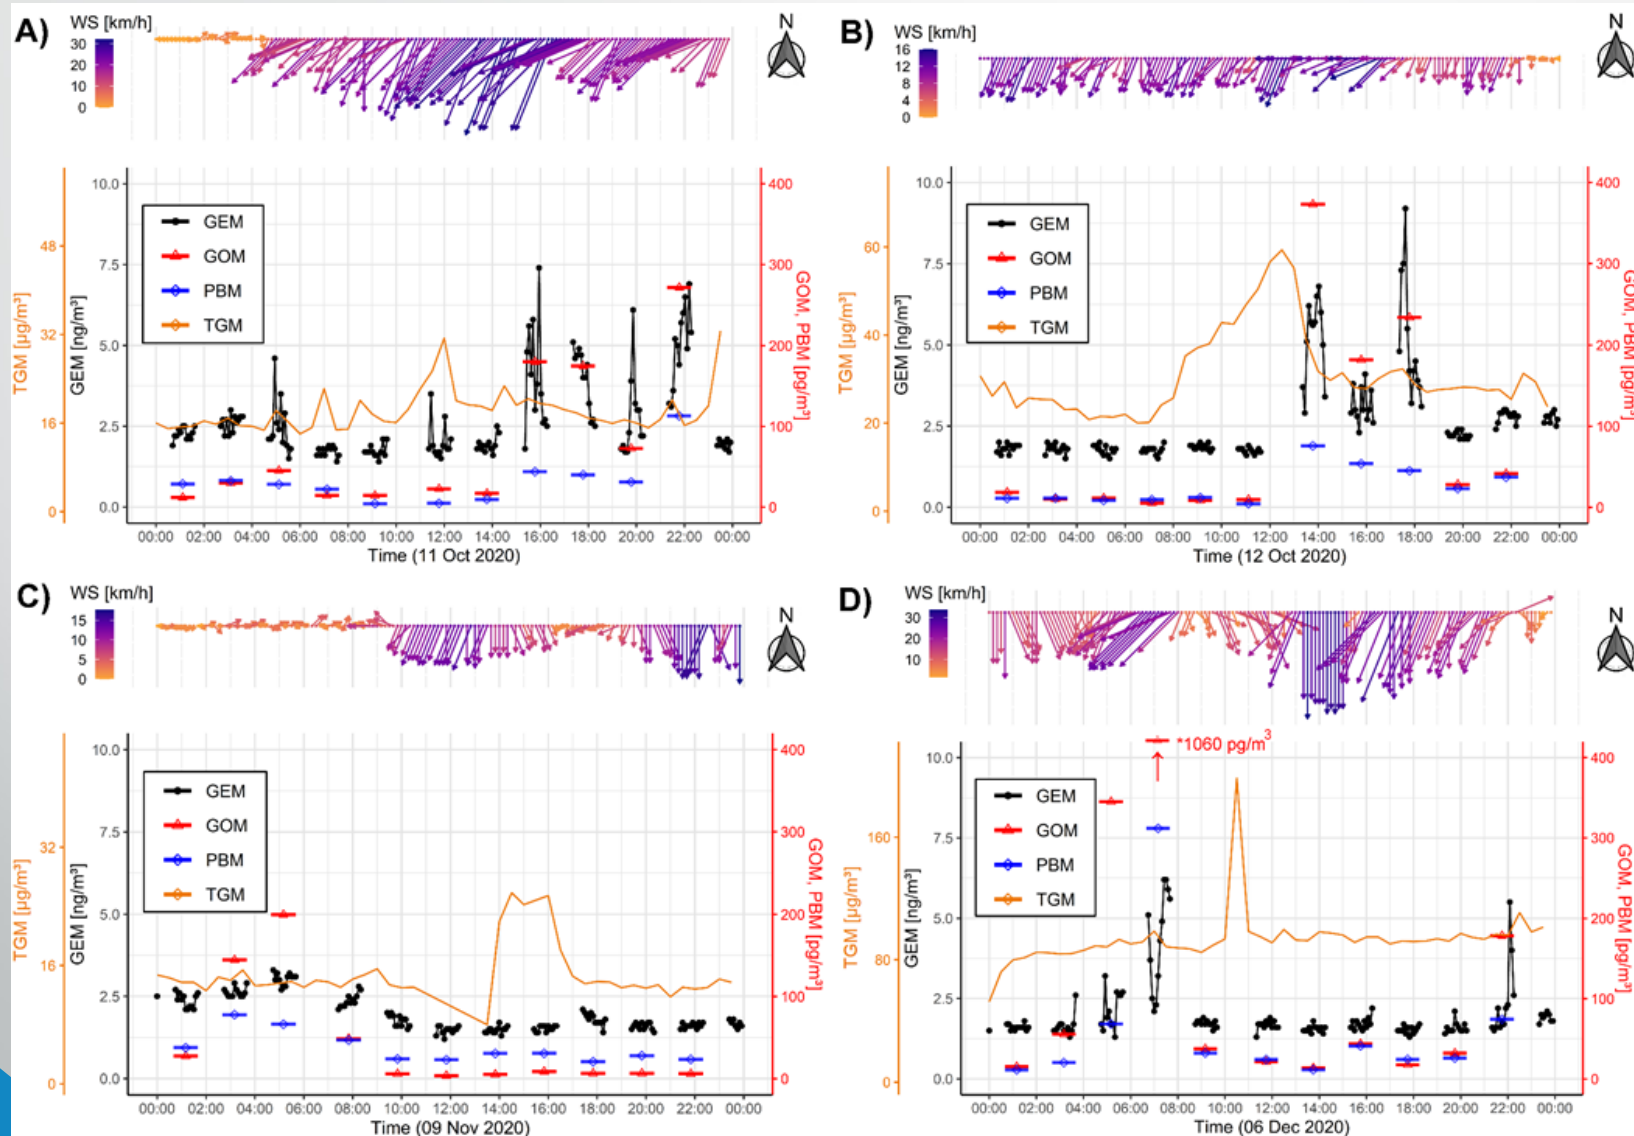 A)
WS [km/h]
30
20
10
0
N
10.0
7.5
5.0
2.5
0.0
48
32
16
0
400
300
200
100
0
TGM [µg/m³]
GEM [ng/m³]
GOM, PBM [pg/m³]
GEM
GOM
PBM
TGM
00:00 02:00 04:00 06:00 08:00 10:00 12:00 14:00 16:00 18:00 20:00 22:00 00:00
Time (11 Oct 2020)
B)
WS [km/h]
16
12
8
4
0
N
10.0
7.5
5.0
2.5
0.0
60
40
20
0
400
300
200
100
0
TGM [µg/m³]
GEM [ng/m³]
GOM, PBM [pg/m³]
GEM
GOM
PBM
TGM
00:00 02:00 04:00 06:00 08:00 10:00 12:00 14:00 16:00 18:00 20:00 22:00 00:00
Time (12 Oct 2020)
C)
WS [km/h]
15
10
5
0
N
10.0
7.5
5.0
2.5
0.0
32
16
0
400
300
200
100
0
TGM [µg/m³]
GEM [ng/m³]
GOM, PBM [pg/m³]
GEM
GOM
PBM
TGM
00:00 02:00 04:00 06:00 08:00 10:00 12:00 14:00 16:00 18:00 20:00 22:00 00:00
Time (09 Nov 2020)
D)
WS [km/h]
30
20
10
N
*1060 pg/m³
10.0
7.5
5.0
2.5
0.0
160
80
0
400
300
200
100
0
TGM [µg/m³]
GEM [ng/m³]
GOM, PBM [pg/m³]
GEM
GOM
PBM
TGM
00:00 02:00 04:00 06:00 08:00 10:00 12:00 14:00 16:00 18:00 20:00 22:00 00:00
Time (06 Dec 2020)